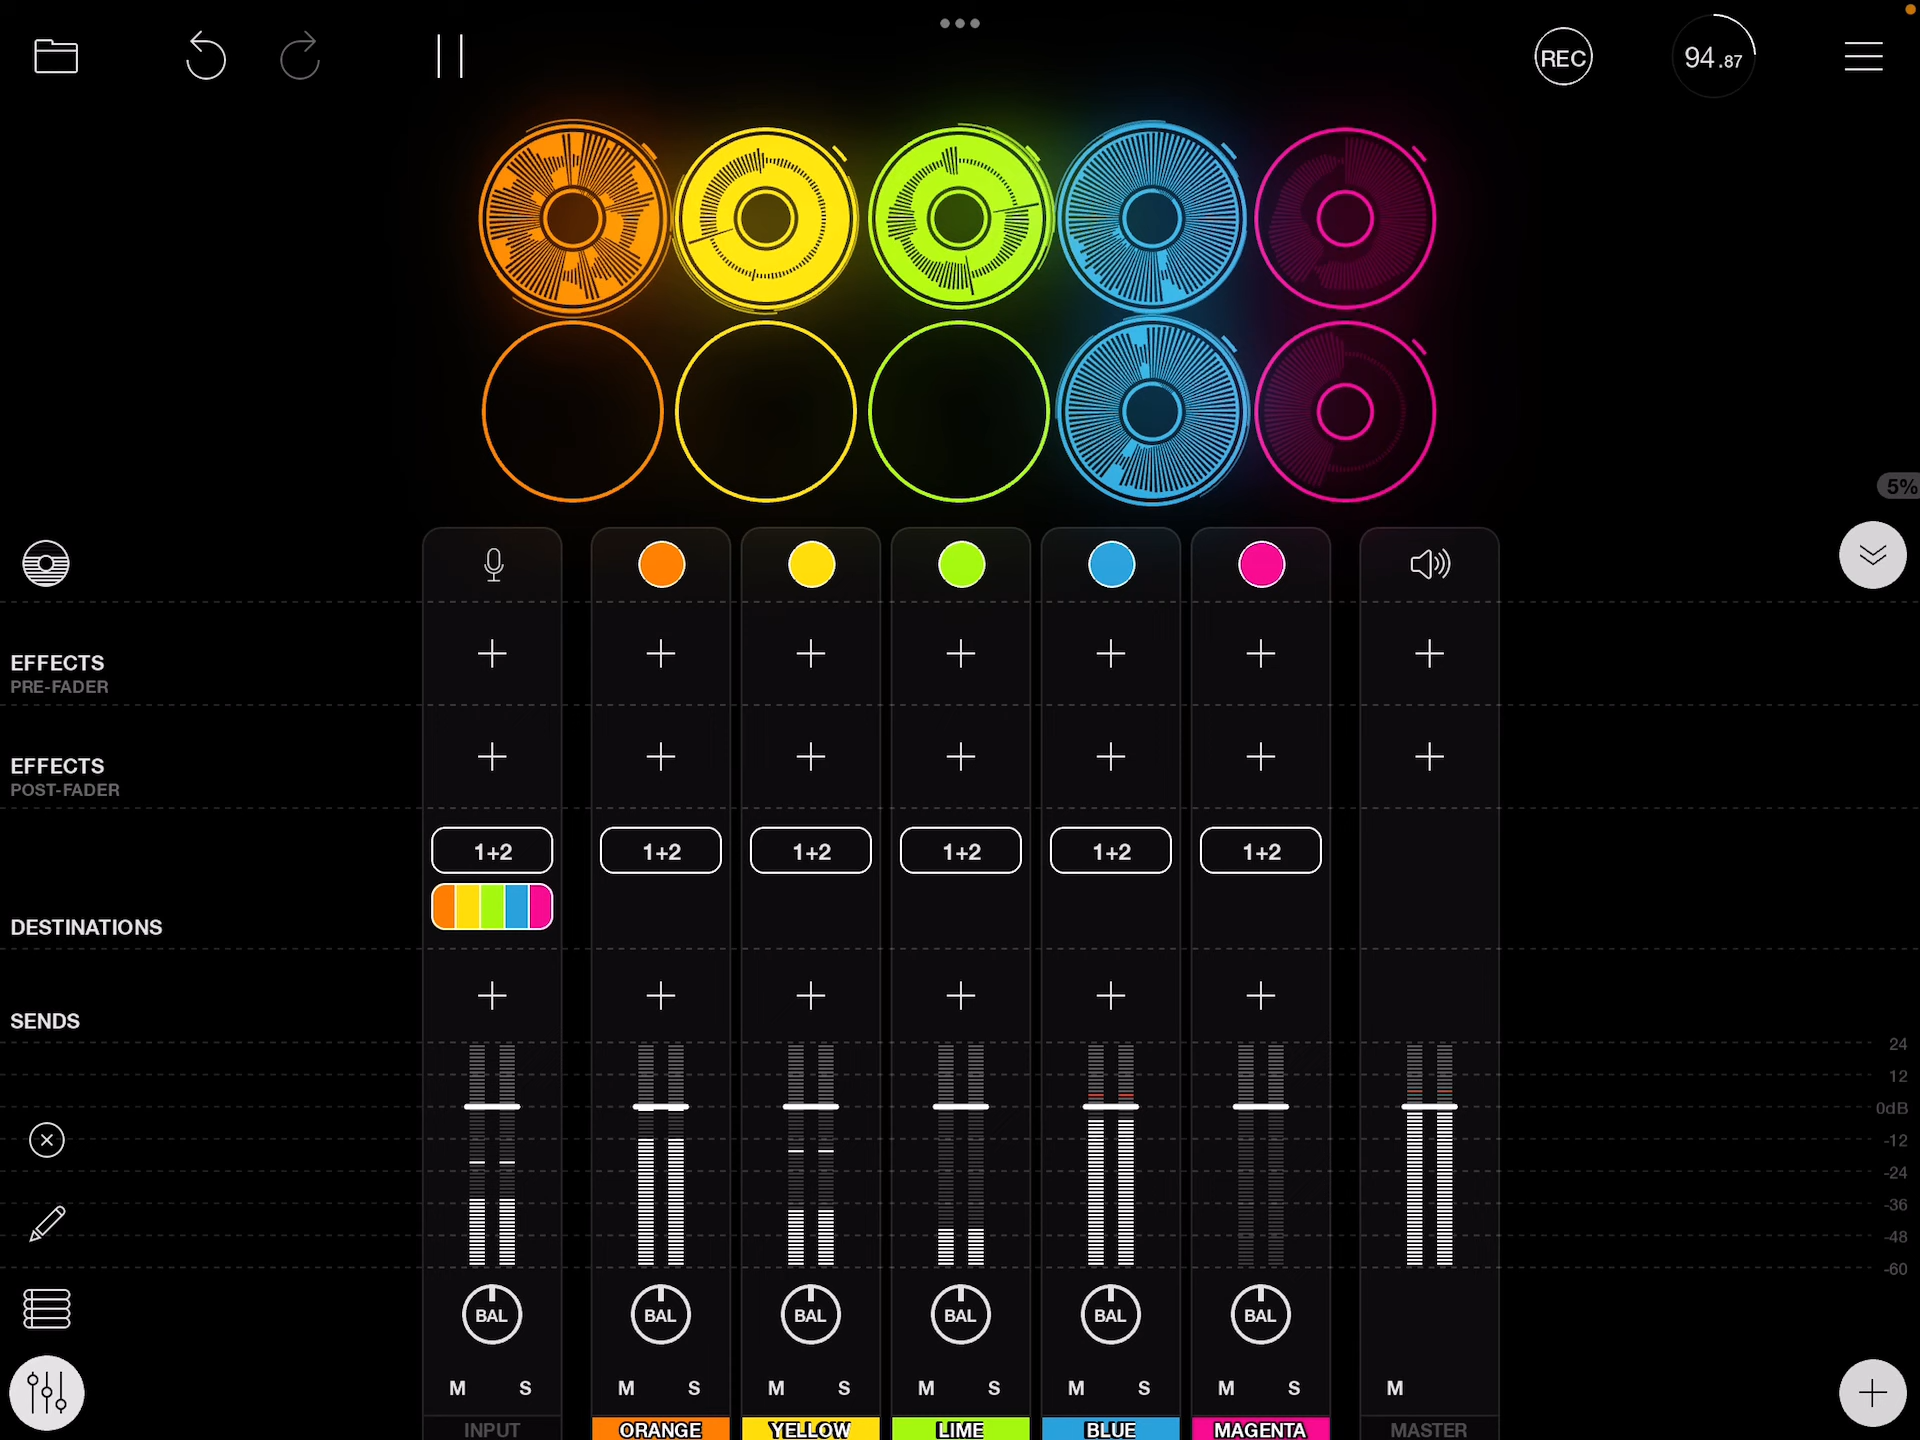 REC
94.87
5%
EFFECTS
PRE-FADER
EFFECTS
POST-FADER
1+2 1+2 1+2 1+2 1+2 1+2
DESTINATIONS
SENDS
24
12
0dB
-12
-24
-36
-48
-60
BAL BAL BAL BAL BAL BAL
M S M S M S M S M S M S M
INPUT ORANGE YELLOW LIME BLUE MAGENTA MASTER